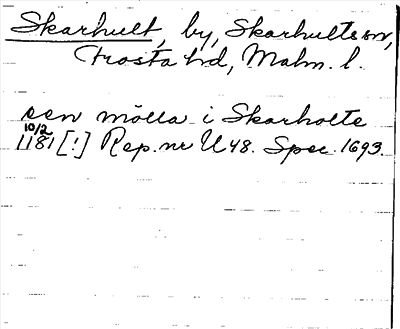 Skarhult, by, Skarhults sn,
Frosta hd, Malm. l.
een mölla i Skarholte
10/2
1181 [!] Rep. nr U 48. Spec. 1693.